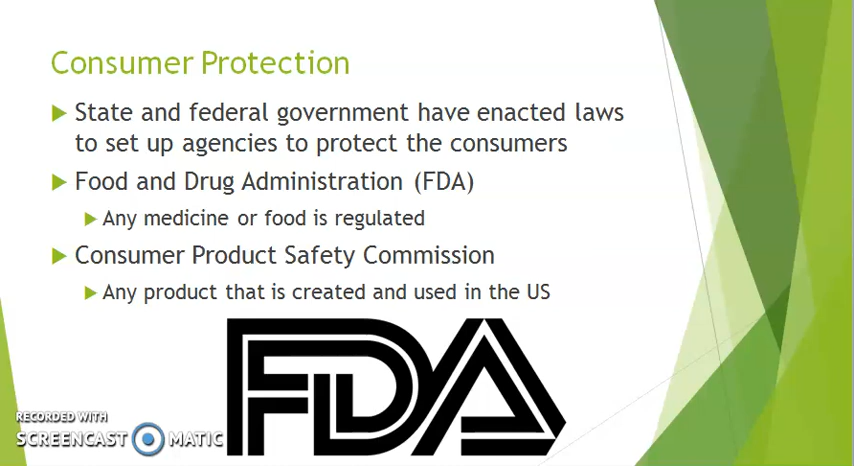 Consumer Protection
State and federal government have enacted laws
to set up agencies to protect the consumers
Food and Drug Administration (FDA)
Any medicine or food is regulated
Consumer Product Safety Commission
Any product that is created and used in the US
FDA
RECORDED WITH
SCREENCAST MATIC